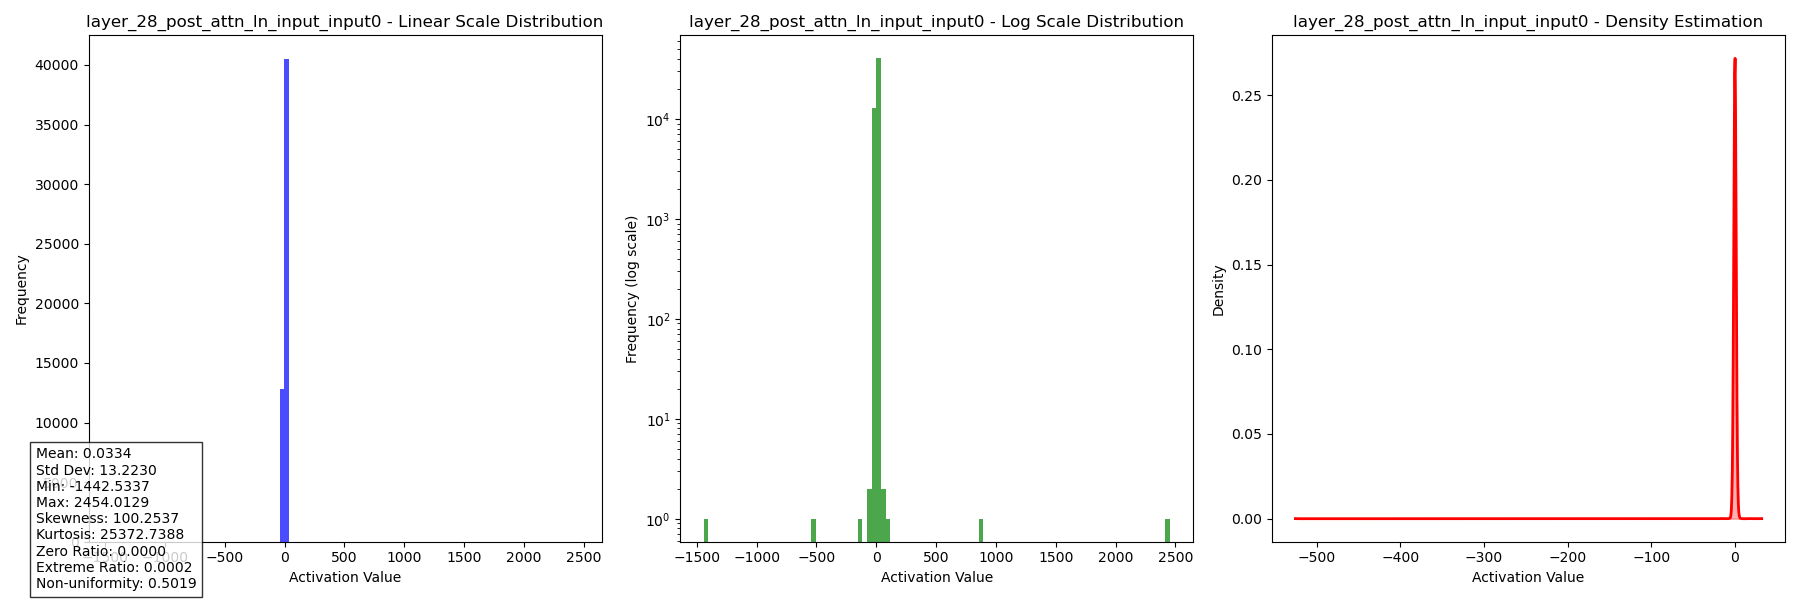 layer_28_post_attn_ln_input_input0 - Linear Scale Distribution
40000
35000
30000
25000
20000
15000
10000
5000
0
Frequency
−500
0
500
1000
1500
2000
2500
Activation Value
Mean: 0.0334
Std Dev: 13.2230
Min: -1442.5337
Max: 2454.0129
Skewness: 100.2537
Kurtosis: 25372.7388
Zero Ratio: 0.0000
Extreme Ratio: 0.0002
Non-uniformity: 0.5019
layer_28_post_attn_ln_input_input0 - Log Scale Distribution
10^4
10^3
10^2
10^1
10^0
Frequency (log scale)
−1500
−1000
−500
0
500
1000
1500
2000
2500
Activation Value
layer_28_post_attn_ln_input_input0 - Density Estimation
0.25
0.20
0.15
0.10
0.05
0.00
Density
−500
−400
−300
−200
−100
0
Activation Value